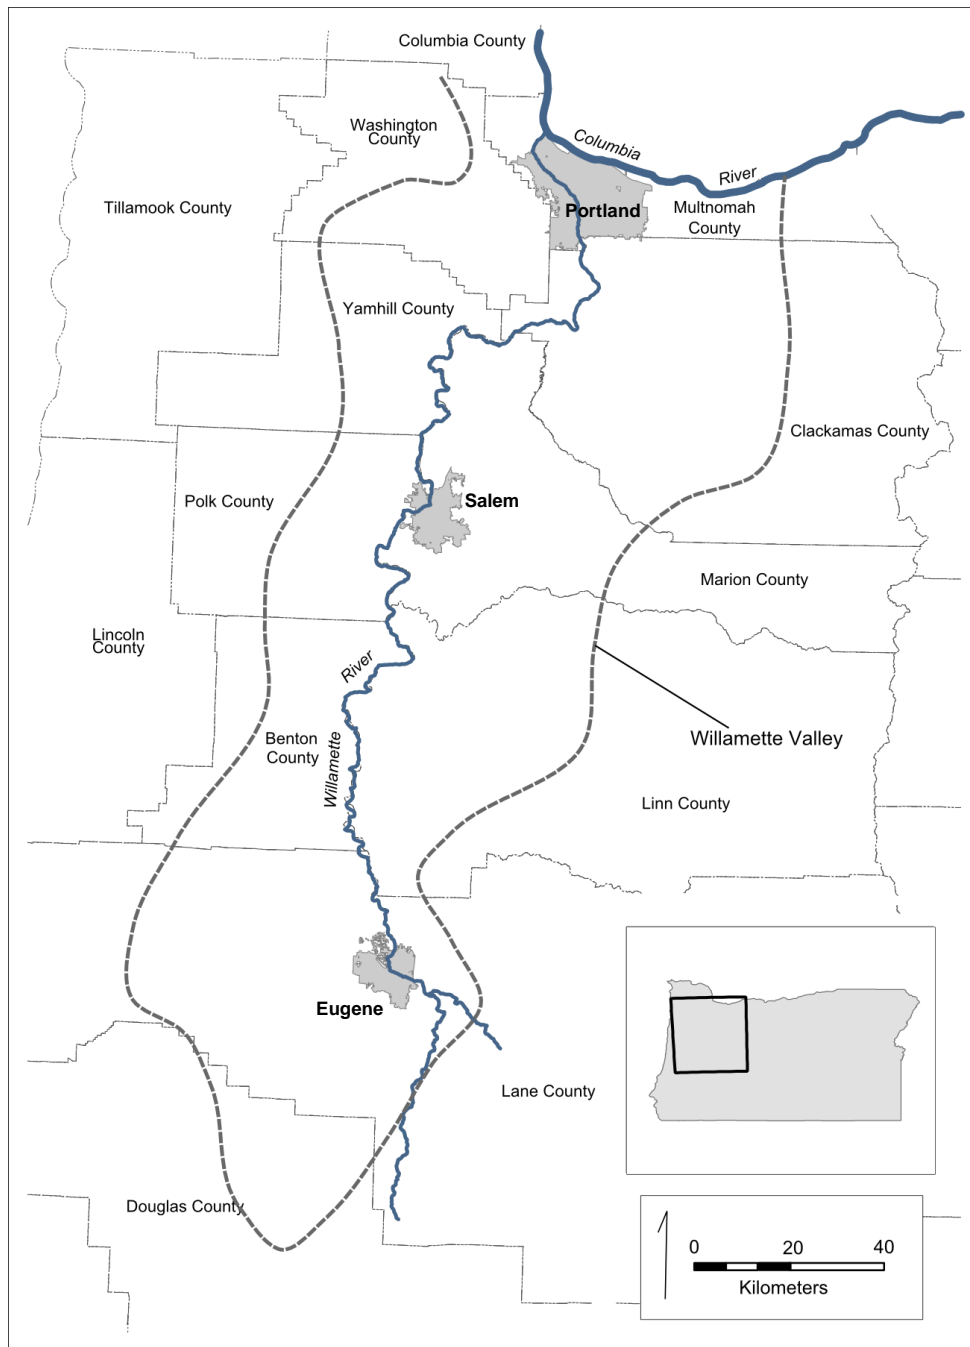 Columbia County
Washington
County
Columbia
River
Tillamook County
Portland
Multnomah
County
Yamhill County
Clackamas County
Polk County
Salem
Marion County
Lincoln
County
River
Willamette
Benton
County
Willamette Valley
Linn County
Eugene
Lane County
Douglas County
0 20 40
Kilometers